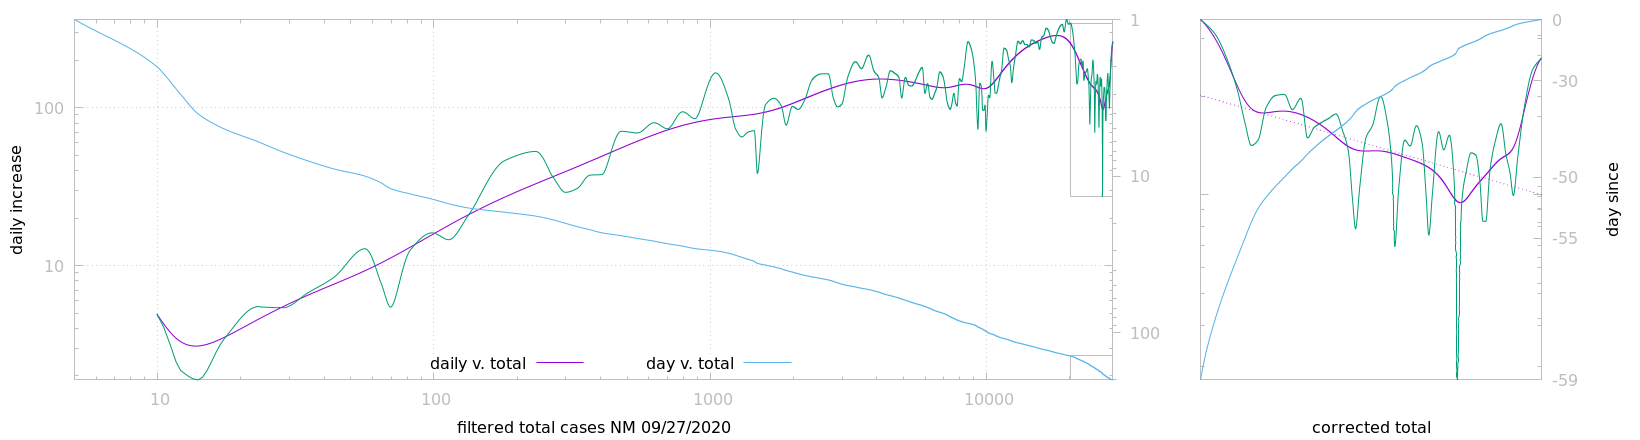 daily increase
100
10
daily v. total
day v. total
10
100
1000
10000
filtered total cases NM 09/27/2020
1
10
100
0
-30
-50
-55
-59
day since
corrected total